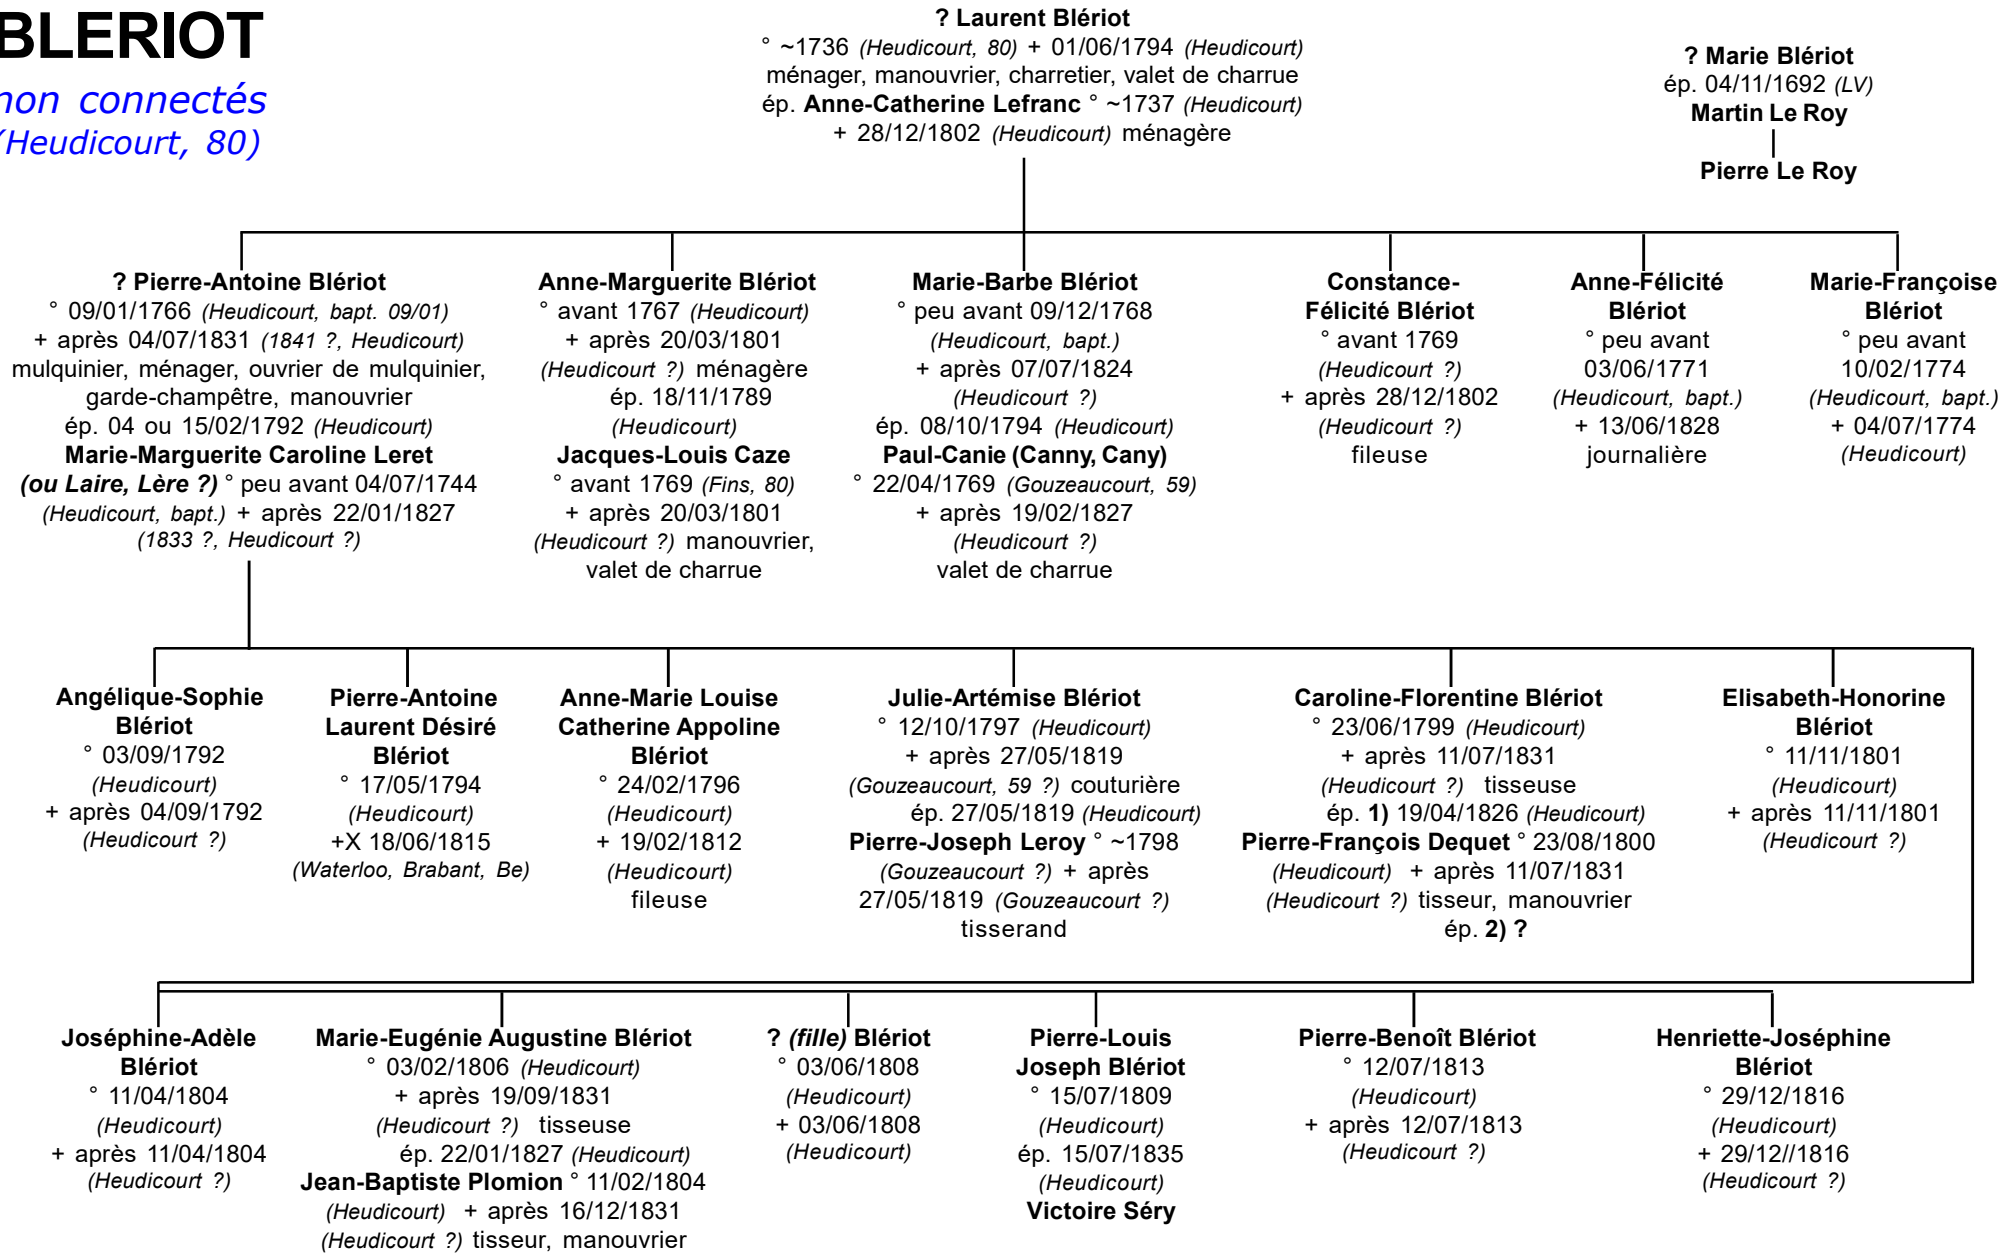 BLERIOT
non connectés
(Heudicourt, 80)
? Laurent Blériot
° ~1736 (Heudicourt, 80) + 01/06/1794 (Heudicourt)
ménager, manouvrier, charretier, valet de charrue
ép. Anne-Catherine Lefranc ° ~1737 (Heudicourt)
+ 28/12/1802 (Heudicourt) ménagère
? Marie Blériot
ép. 04/11/1692 (LV)
Martin Le Roy
Pierre Le Roy
? Pierre-Antoine Blériot
° 09/01/1766 (Heudicourt, bapt. 09/01)
+ après 04/07/1831 (1841 ?, Heudicourt)
mulquinier, ménager, ouvrier de mulquinier,
garde-champêtre, manouvrier
ép. 04 ou 15/02/1792 (Heudicourt)
Marie-Marguerite Caroline Leret
(ou Laire, Lère ?) ° peu avant 04/07/1744
(Heudicourt, bapt.) + après 22/01/1827
(1833 ?, Heudicourt ?)
Anne-Marguerite Blériot
° avant 1767 (Heudicourt)
+ après 20/03/1801
(Heudicourt ?) ménagère
ép. 18/11/1789
(Heudicourt)
Jacques-Louis Caze
° avant 1769 (Fins, 80)
+ après 20/03/1801
(Heudicourt ?) manouvrier,
valet de charrue
Marie-Barbe Blériot
° peu avant 09/12/1768
(Heudicourt, bapt.)
+ après 07/07/1824
(Heudicourt ?)
ép. 08/10/1794 (Heudicourt)
Paul-Canie (Canny, Cany)
° 22/04/1769 (Gouzeaucourt, 59)
+ après 19/02/1827
(Heudicourt ?)
valet de charrue
Constance-
Félicité Blériot
° avant 1769
(Heudicourt ?)
+ après 28/12/1802
(Heudicourt ?)
fileuse
Anne-Félicité
Blériot
° peu avant
03/06/1771
(Heudicourt, bapt.)
+ 13/06/1828
journalière
Marie-Françoise
Blériot
° peu avant
10/02/1774
(Heudicourt, bapt.)
+ 04/07/1774
(Heudicourt)
Angélique-Sophie
Blériot
° 03/09/1792
(Heudicourt)
+ après 04/09/1792
(Heudicourt ?)
Pierre-Antoine
Laurent Désiré
Blériot
° 17/05/1794
(Heudicourt)
+X 18/06/1815
(Waterloo, Brabant, Be)
Anne-Marie Louise
Catherine Appoline
Blériot
° 24/02/1796
(Heudicourt)
+ 19/02/1812
(Heudicourt)
fileuse
Julie-Artémise Blériot
° 12/10/1797 (Heudicourt)
+ après 27/05/1819
(Gouzeaucourt, 59 ?) couturière
ép. 27/05/1819 (Heudicourt)
Pierre-Joseph Leroy ° ~1798
(Gouzeaucourt ?) + après
27/05/1819 (Gouzeaucourt ?)
tisserand
Caroline-Florentine Blériot
° 23/06/1799 (Heudicourt)
+ après 11/07/1831
(Heudicourt ?) tisseuse
ép. 1) 19/04/1826 (Heudicourt)
Pierre-François Dequet ° 23/08/1800
(Heudicourt) + après 11/07/1831
(Heudicourt ?) tisseur, manouvrier
ép. 2) ?
Elisabeth-Honorine
Blériot
° 11/11/1801
(Heudicourt)
+ après 11/11/1801
(Heudicourt ?)
Joséphine-Adèle
Blériot
° 11/04/1804
(Heudicourt)
+ après 11/04/1804
(Heudicourt ?)
Marie-Eugénie Augustine Blériot
° 03/02/1806 (Heudicourt)
+ après 19/09/1831
(Heudicourt ?) tisseuse
ép. 22/01/1827 (Heudicourt)
Jean-Baptiste Plomion ° 11/02/1804
(Heudicourt) + après 16/12/1831
(Heudicourt ?) tisseur, manouvrier
? (fille) Blériot
° 03/06/1808
(Heudicourt)
+ 03/06/1808
(Heudicourt)
Pierre-Louis
Joseph Blériot
° 15/07/1809
(Heudicourt)
ép. 15/07/1835
(Heudicourt)
Victoire Séry
Pierre-Benoît Blériot
° 12/07/1813
(Heudicourt)
+ après 12/07/1813
(Heudicourt ?)
Henriette-Joséphine
Blériot
° 29/12/1816
(Heudicourt)
+ 29/12//1816
(Heudicourt ?)